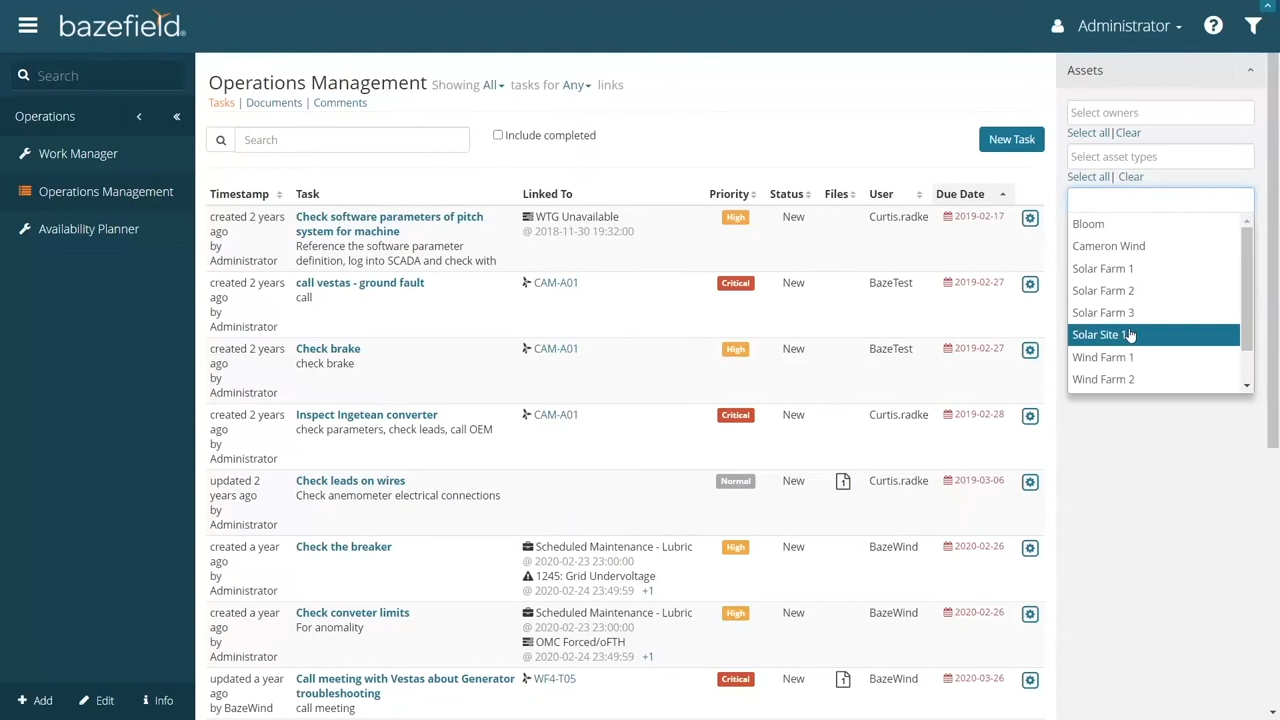 bazefield
Administrator
Search
Operations
Work Manager
Operations Management
Availability Planner
Add Edit Info
Operations Management Showing All tasks for Any links
Tasks | Documents | Comments
Search
Include completed
New Task
Timestamp Task Linked To Priority Status Files User Due Date
created 2 years
ago
by
Administrator
Check software parameters of pitch
system for machine
Reference the software parameter
definition, log into SCADA and check with
WTG Unavailable
@ 2018-11-30 19:32:00
High
New
Curtis.radke
2019-02-17
created 2 years
ago
by
Administrator
call vestas - ground fault
call
CAM-A01
Critical
New
BazeTest
2019-02-27
created 2 years
ago
by
Administrator
Check brake
check brake
CAM-A01
High
New
BazeTest
2019-02-27
created 2 years
ago
by
Administrator
Inspect Ingetean converter
check parameters, check leads, call OEM
CAM-A01
Critical
New
Curtis.radke
2019-02-28
updated 2
years ago
by
Administrator
Check leads on wires
Check anemometer electrical connections
Normal
New
1
Curtis.radke
2019-03-06
created a year
ago
by
Administrator
Check the breaker
Scheduled Maintenance - Lubric
@ 2020-02-23 23:00:00
1245: Grid Undervoltage
@ 2020-02-24 23:49:59 +1
High
New
BazeWind
2020-02-26
created a year
ago
by
Administrator
Check conveter limits
For anomality
Scheduled Maintenance - Lubric
@ 2020-02-23 23:00:00
OMC Forced/oFTH
@ 2020-02-24 23:49:59 +1
High
New
BazeWind
2020-02-26
updated a year
ago
by BazeWind
Call meeting with Vestas about Generator
troubleshooting
call meeting
WF4-T05
Critical
New
1
BazeWind
2020-03-26
Assets
Select owners
Select all|Clear
Select asset types
Select all| Clear
Bloom
Cameron Wind
Solar Farm 1
Solar Farm 2
Solar Farm 3
Solar Site 1
Wind Farm 1
Wind Farm 2